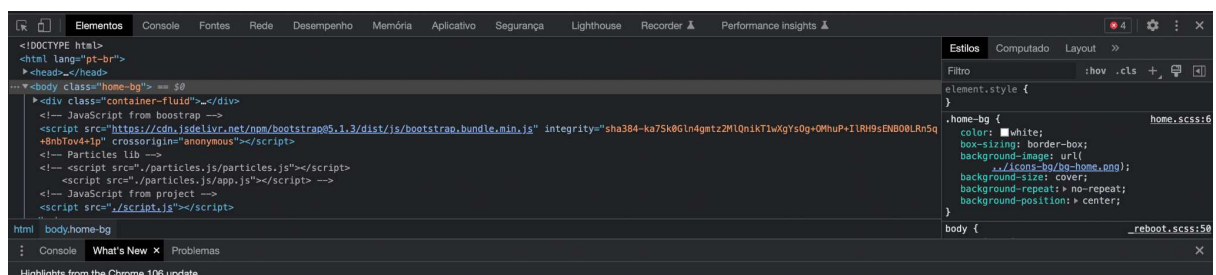 Elementos Console Fontes Rede Desempenho Memória Aplicativo Segurança Lighthouse Recorder Performance insights 4
<!DOCTYPE html>
<html lang="pt-br">
<head>…</head>
<body class="home-bg"> == $0
<div class="container-fluid">…</div>
<!-- JavaScript from boostrap -->
<script src="https://cdn.jsdelivr.net/npm/bootstrap@5.1.3/dist/js/bootstrap.bundle.min.js" integrity="sha384-ka7Sk0Gln4gmtz2MlQnikT1wXgYsOg+OMhuP+IlRH9sENBO0LRn5q
+8nbTov4+1p" crossorigin="anonymous"></script>
<!-- Particles lib -->
<!-- <script src="./particles.js/particles.js"></script>
<script src="./particles.js/app.js"></script> -->
<!-- JavaScript from project -->
<script src="./script.js"></script>
html body.home-bg
Estilos Computado Layout »
Filtro :hov .cls +
element.style {
}
.home-bg { home.scss:6
color: white;
box-sizing: border-box;
background-image: url(
../icons-bg/bg-home.png);
background-size: cover;
background-repeat: no-repeat;
background-position: center;
}
body { _reboot.scss:50
Console What's New × Problemas
Highlights from the Chrome 106 update